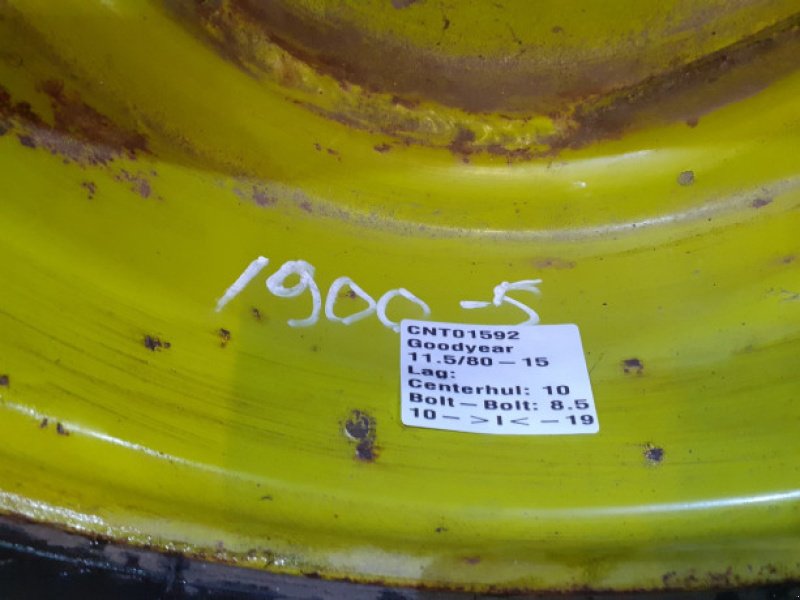 1900-5
CNT01592
Goodyear
11.5/80 – 15
Lag:
Centerhul: 10
Bolt – Bolt: 8.5
10 – > I < – 19